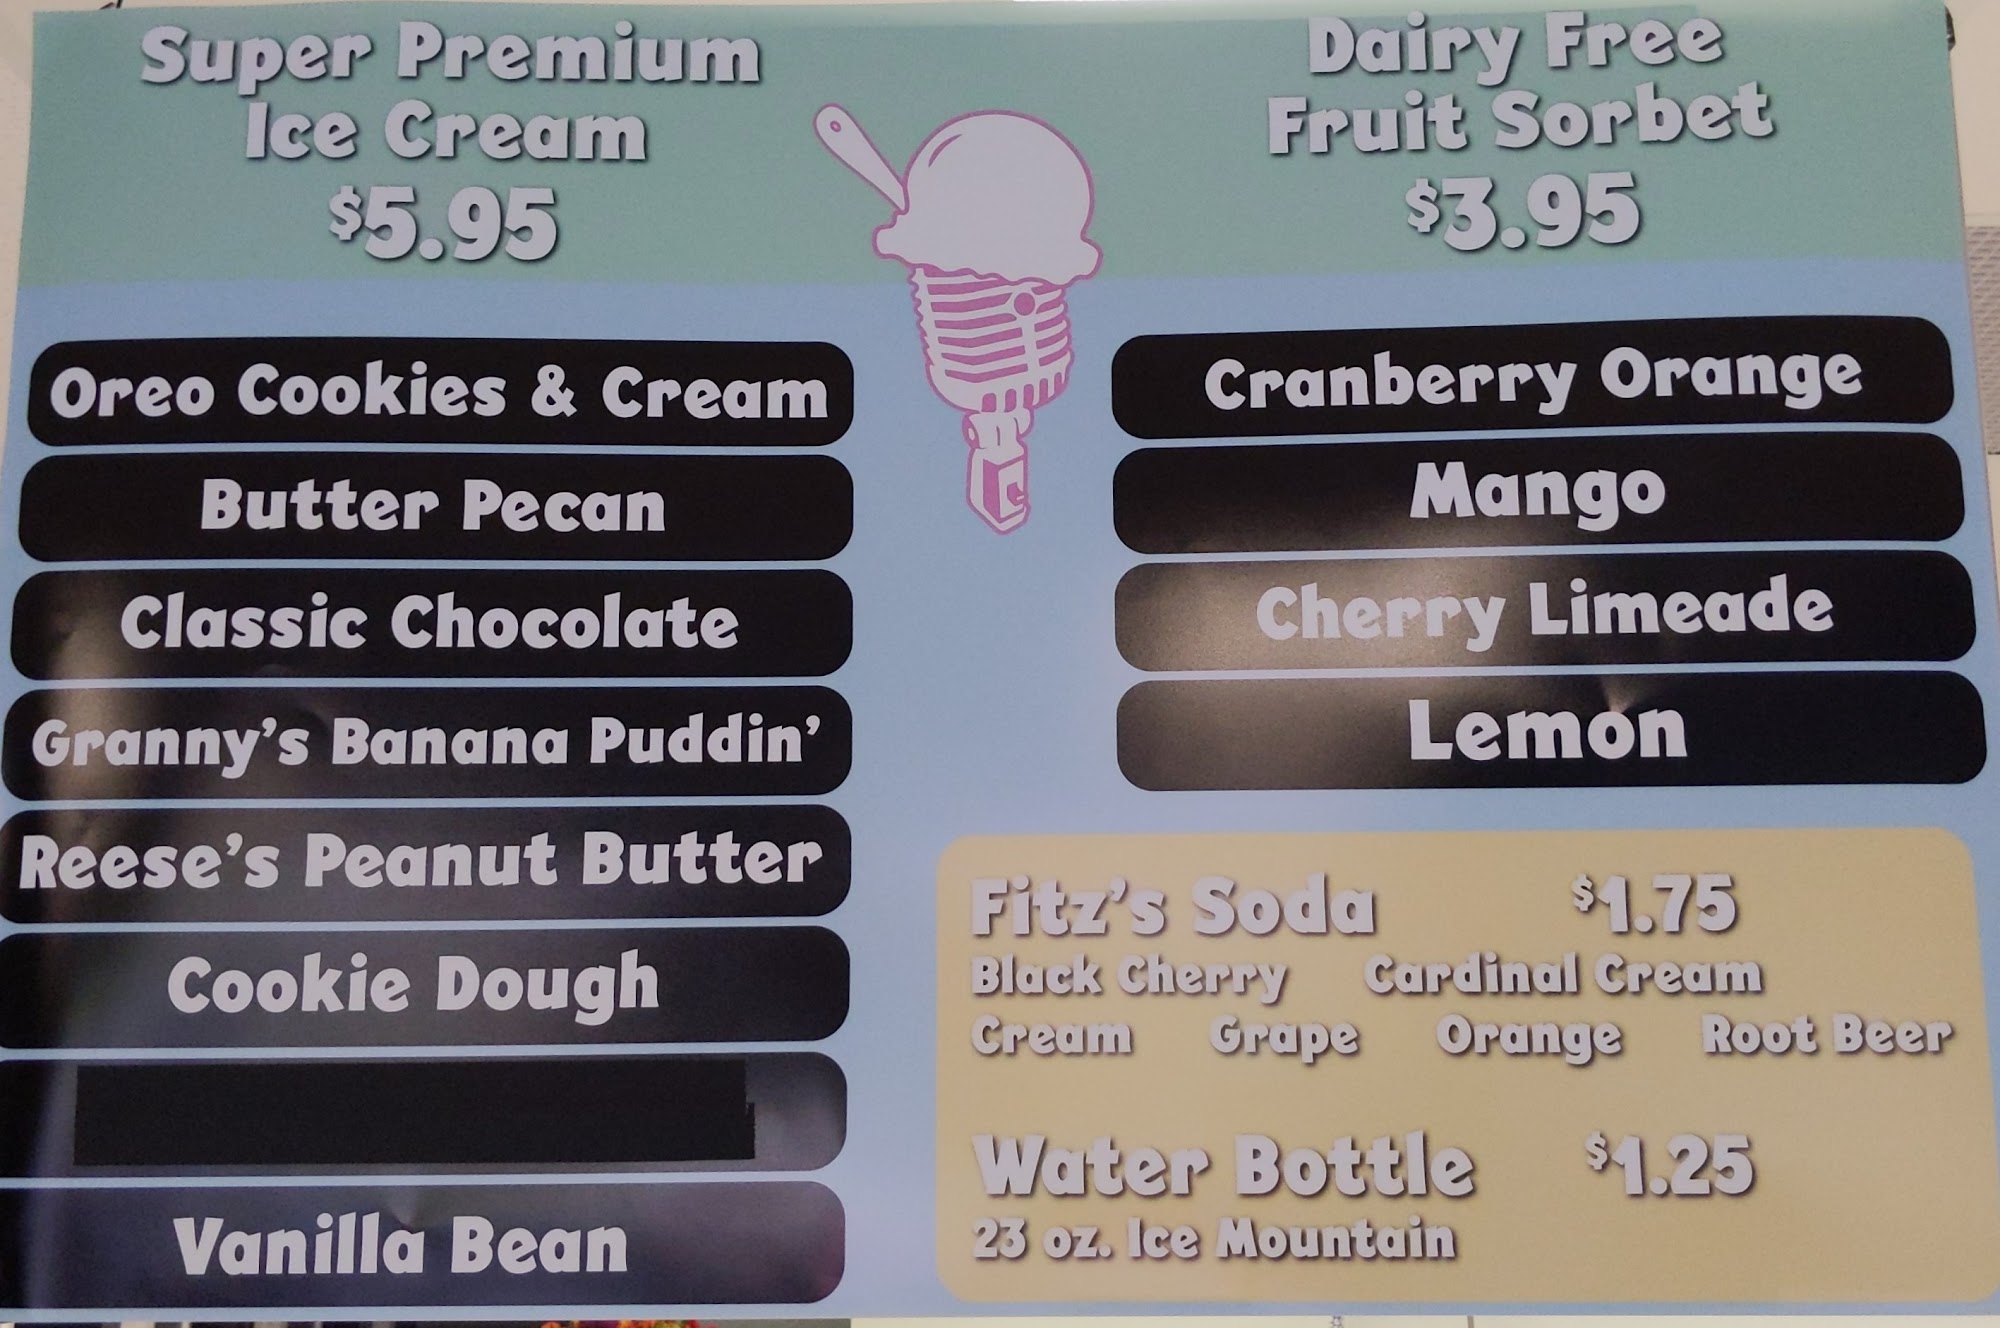 Super Premium
Ice Cream
$5.95
Oreo Cookies & Cream
Butter Pecan
Classic Chocolate
Granny's Banana Puddin'
Reese's Peanut Butter
Cookie Dough
Vanilla Bean
Dairy Free
Fruit Sorbet
$3.95
Cranberry Orange
Mango
Cherry Limeade
Lemon
Fitz's Soda $1.75
Black Cherry Cardinal Cream
Cream Grape Orange Root Beer
Water Bottle $1.25
23 oz. Ice Mountain